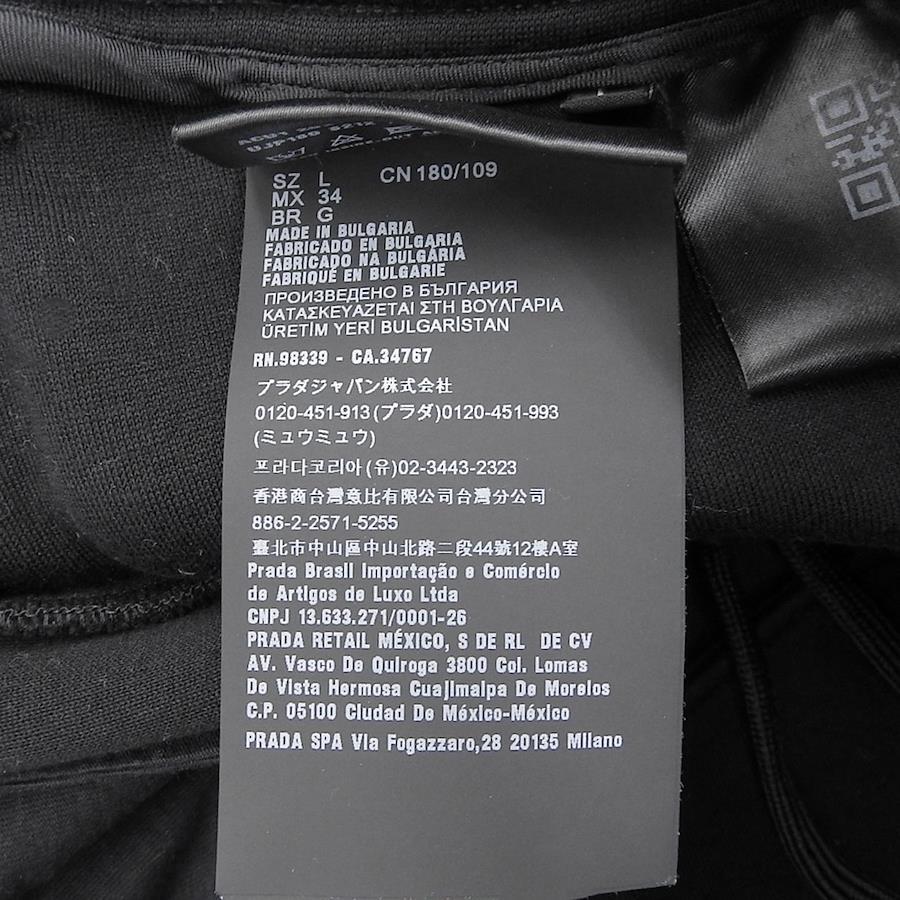 SZ L CN 180/109
MX 34
BR G
MADE IN BULGARIA
FABRICADO EN BULGARIA
FABRICADO NA BULGÁRIA
FABRIQUÉ EN BULGARIE
ПРОИЗВЕДЕНО В БЪЛГАРИЯ
ΚΑΤΑΣΚΕΥΑΖΕΤΑΙ ΣΤΗ ΒΟΥΛΓΑΡΙΑ
ÜRETİM YERİ BULGARİSTAN
RN.98339 - CA.34767
プラダジャパン株式会社
0120-451-913(プラダ)0120-451-993
(ミュウミュウ)
프라다코리아(유)02-3443-2323
香港商台灣意比有限公司台灣分公司
886-2-2571-5255
臺北市中山區中山北路二段44號12樓A室
Prada Brasil Importação e Comércio
de Artigos de Luxo Ltda
CNPJ 13.633.271/0001-26
PRADA RETAIL MÉXICO, S DE RL DE CV
AV. Vasco De Quiroga 3800 Col. Lomas
De Vista Hermosa Cuajimalpa De Morelos
C.P. 05100 Ciudad De México-México
PRADA SPA Via Fogazzaro,28 20135 Milano